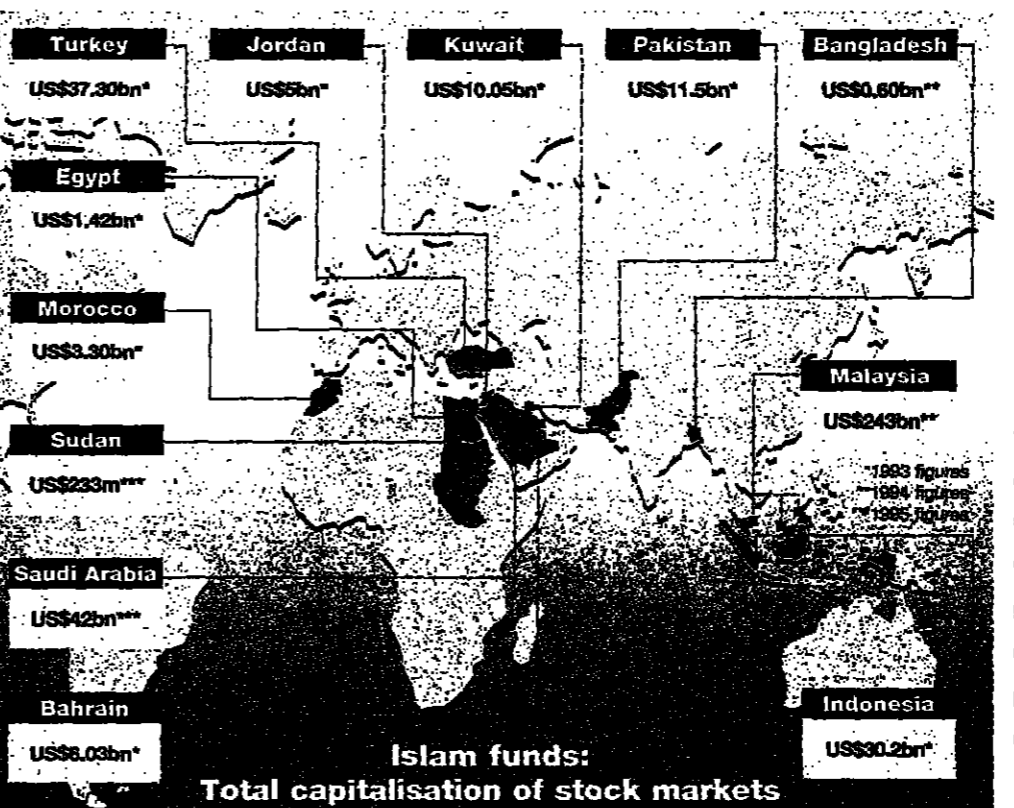 Turkey
US$37.30bn*
Jordan
US$5bn*
Kuwait
US$10.05bn*
Pakistan
US$11.5bn*
Bangladesh
US$0.60bn**
Egypt
US$1.42bn*
Morocco
US$3.30bn*
Malaysia
US$243bn**
Sudan
US$233m***
*1993 figures
**1994 figures
***1995 figures
Saudi Arabia
US$42bn***
Bahrain
US$6.03bn*
Indonesia
US$30.2bn*
Islam funds:
Total capitalisation of stock markets